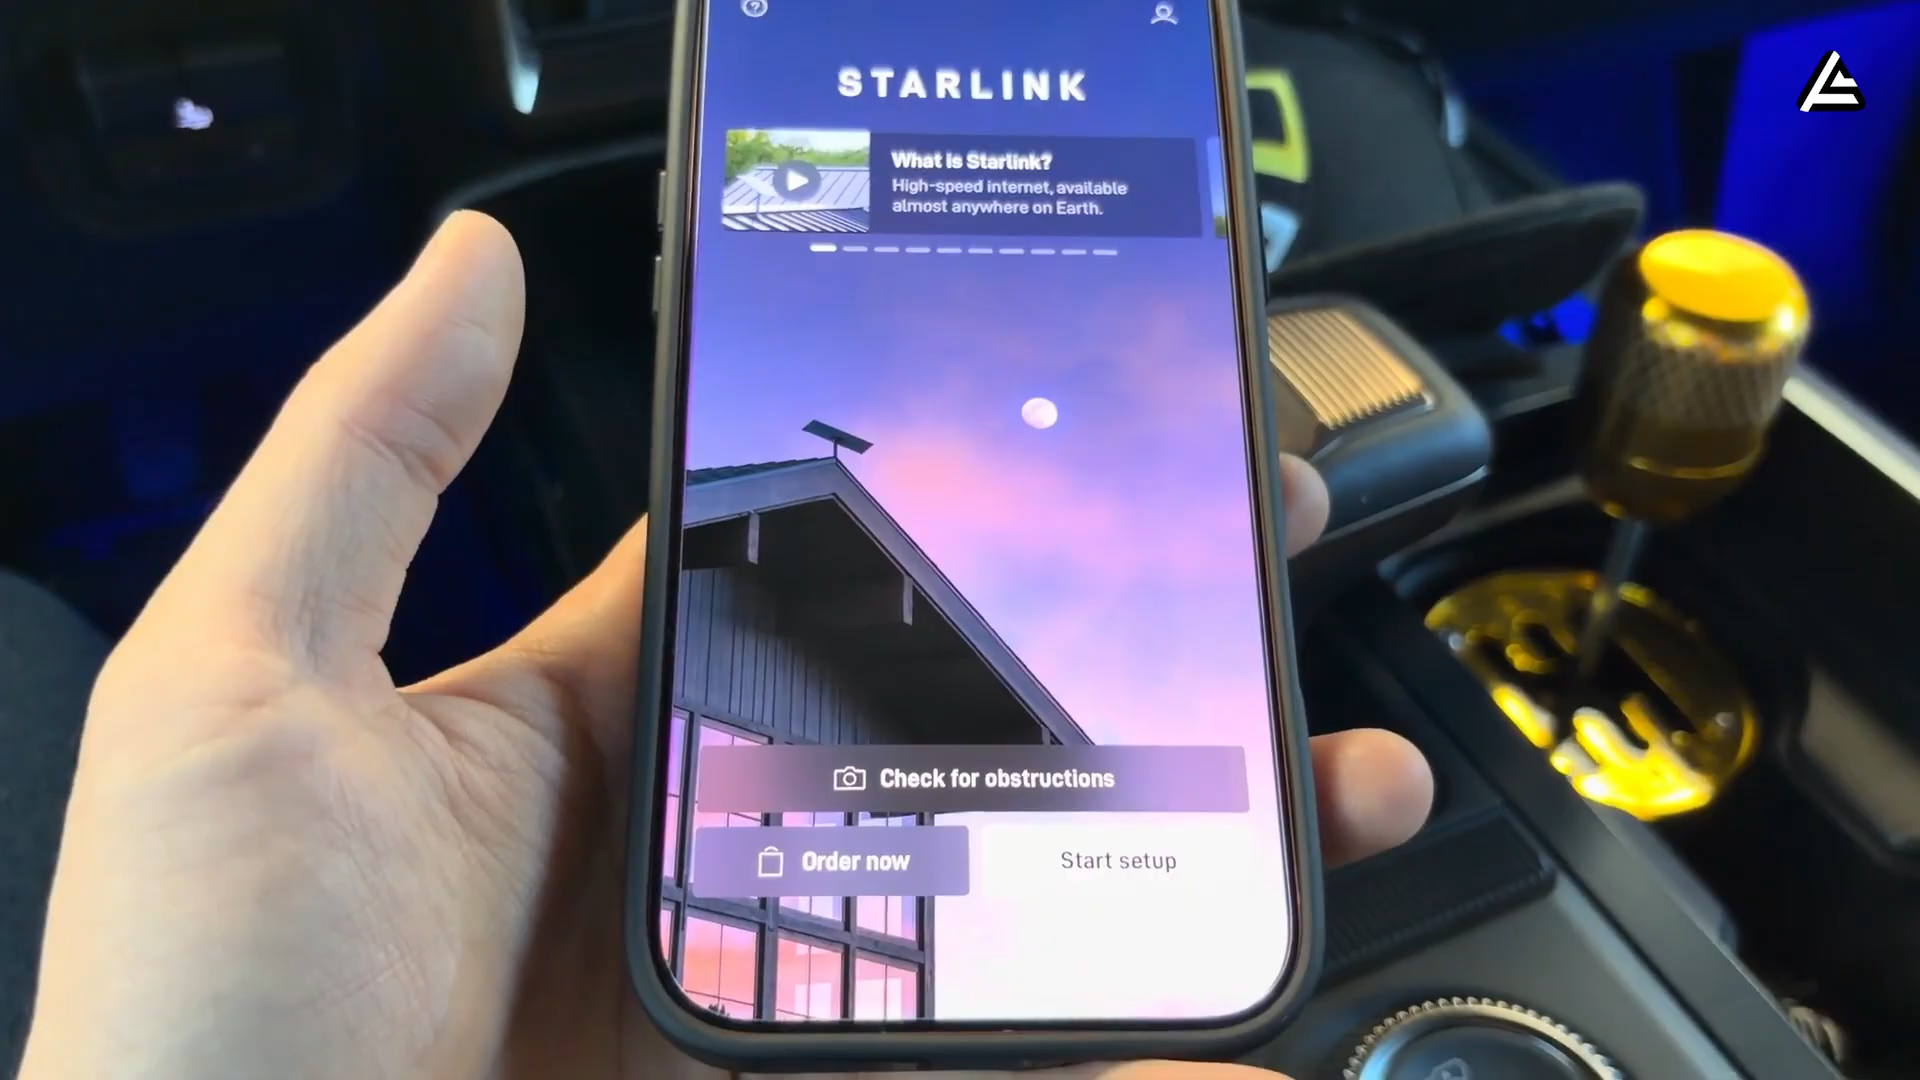 STARLINK
What is Starlink?
High-speed internet, available
almost anywhere on Earth.
Check for obstructions
Order now
Start setup